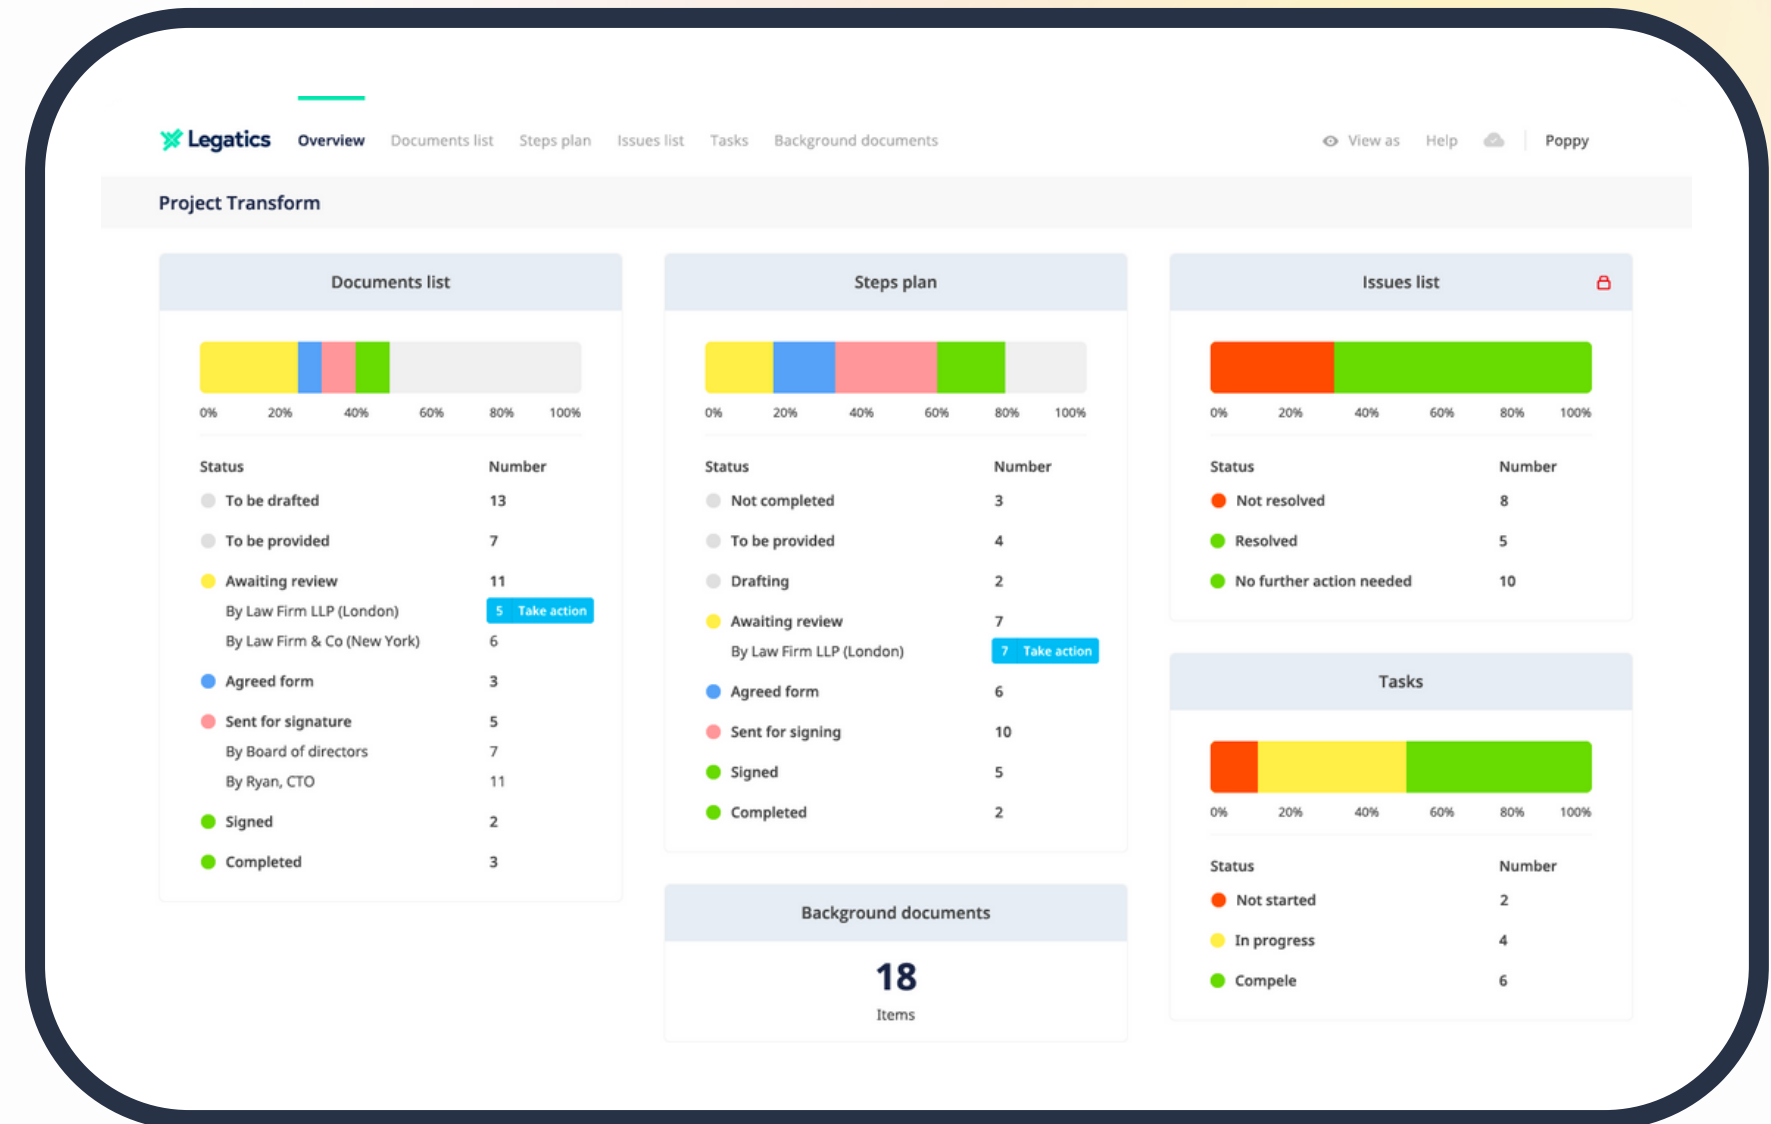 Legatics Overview Documents list Steps plan Issues list Tasks Background documents View as Help Poppy
Project Transform
Documents list
0% 20% 40% 60% 80% 100%
Status Number
To be drafted 13
To be provided 7
Awaiting review 11
By Law Firm LLP (London) 5 Take action
By Law Firm & Co (New York) 6
Agreed form 3
Sent for signature 5
By Board of directors 7
By Ryan, CTO 11
Signed 2
Completed 3
Steps plan
0% 20% 40% 60% 80% 100%
Status Number
Not completed 3
To be provided 4
Drafting 2
Awaiting review 7
By Law Firm LLP (London) 7 Take action
Agreed form 6
Sent for signing 10
Signed 5
Completed 2
Background documents
18
Items
Issues list
0% 20% 40% 60% 80% 100%
Status Number
Not resolved 8
Resolved 5
No further action needed 10
Tasks
0% 20% 40% 60% 80% 100%
Status Number
Not started 2
In progress 4
Compele 6